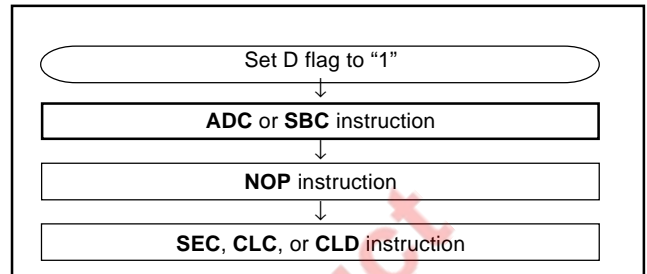 Set D flag to “1”
↓
ADC or SBC instruction
↓
NOP instruction
↓
SEC, CLC, or CLD instruction